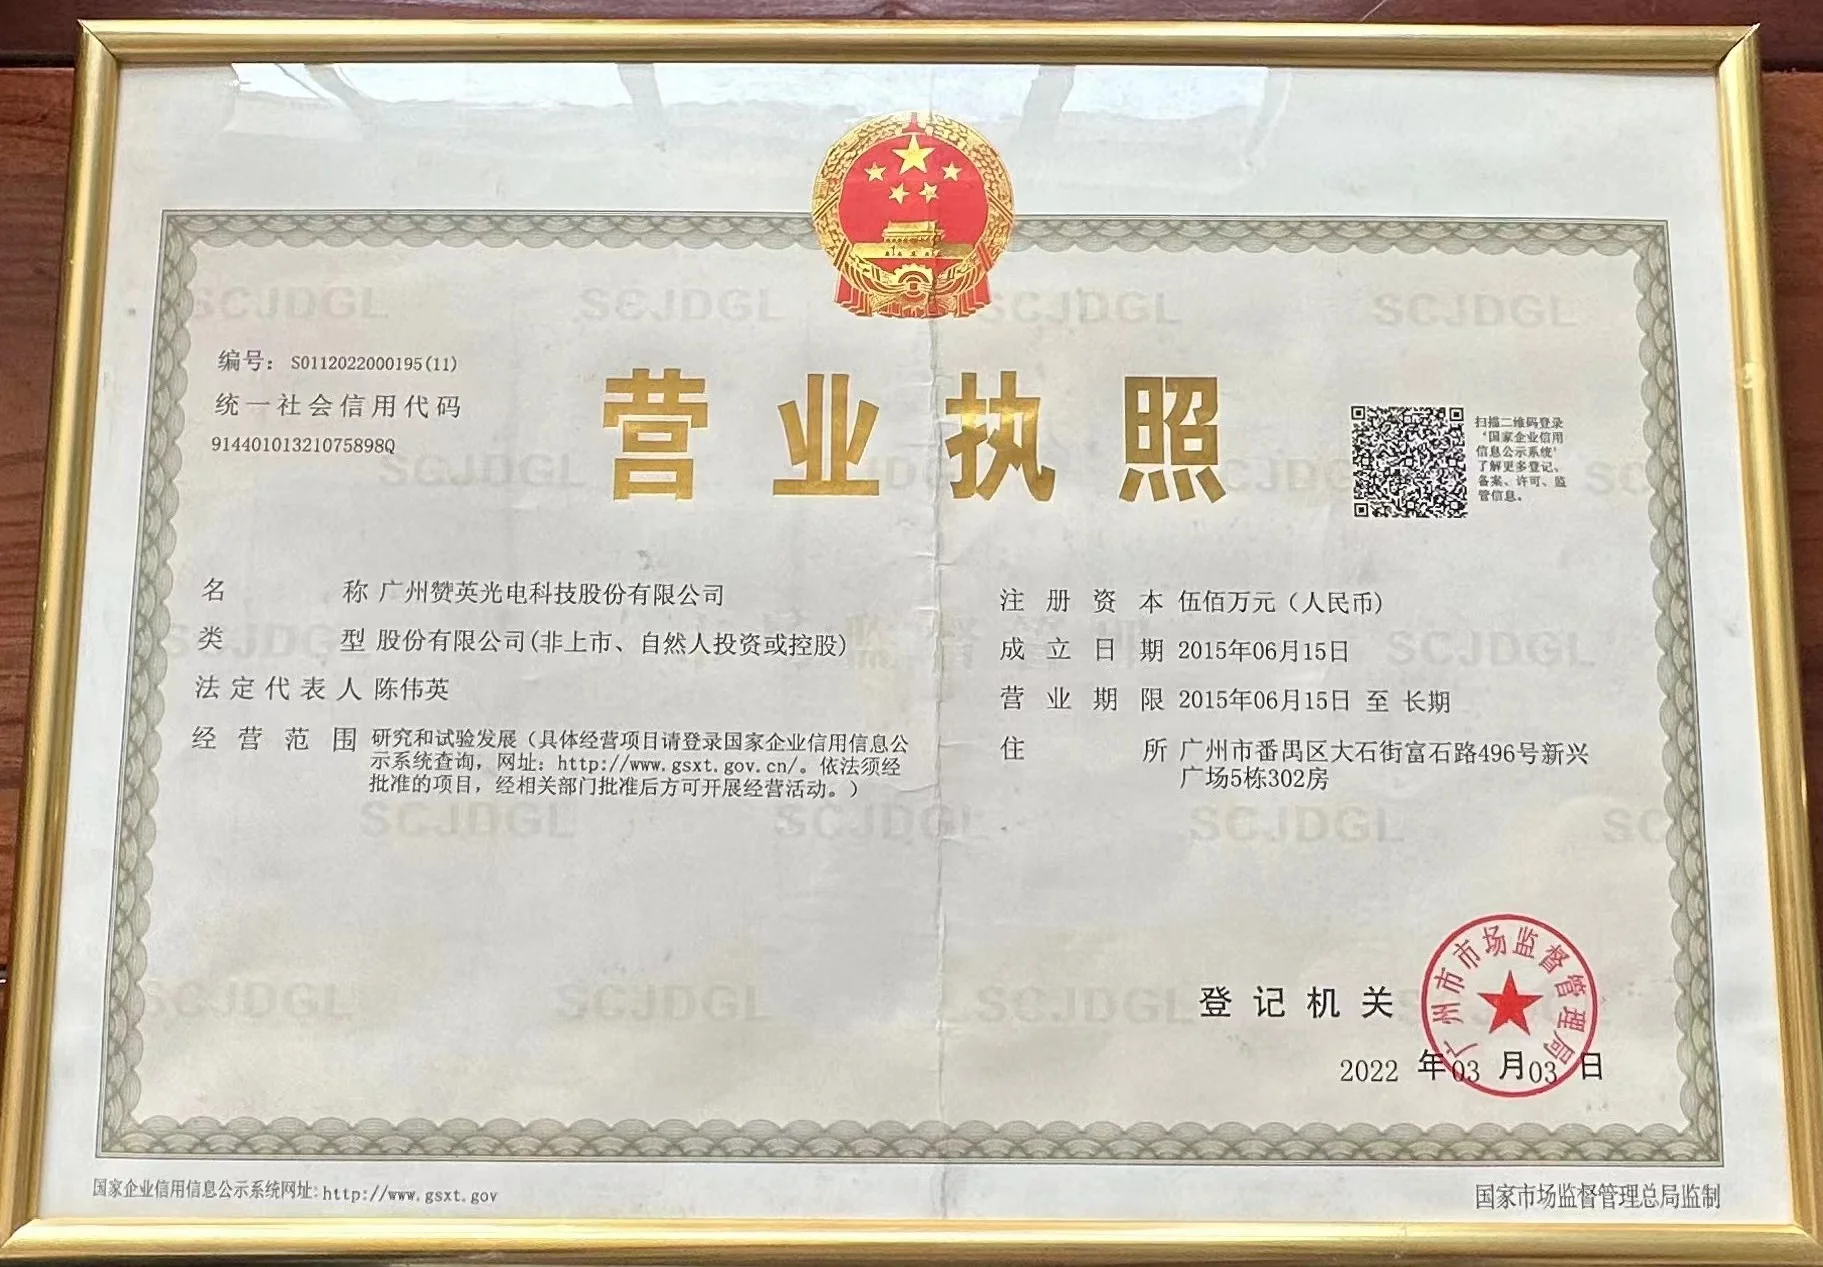 编号： S0112022000195(11)
统一社会信用代码
91440101321075898Q
营业执照
扫描二维码登录
‘国家企业信用
信息公示系统’
了解更多登记、
备案、许可、监
管信息。
名称 广州赞英光电科技股份有限公司
类型 股份有限公司(非上市、自然人投资或控股)
法定代表人 陈伟英
经营范围 研究和试验发展（具体经营项目请登录国家企业信用信息公
示系统查询，网址：http://www.gsxt.gov.cn/。依法须经
批准的项目，经相关部门批准后方可开展经营活动。）
注册资本 伍佰万元（人民币）
成立日期 2015年06月15日
营业期限 2015年06月15日 至 长期
住所 广州市番禺区大石街富石路496号新兴
广场5栋302房
登记机关
广州市市场监督管理局
2022 年03 月03 日
国家企业信用信息公示系统网址:http://www.gsxt.gov
国家市场监督管理总局监制
SCJDGL